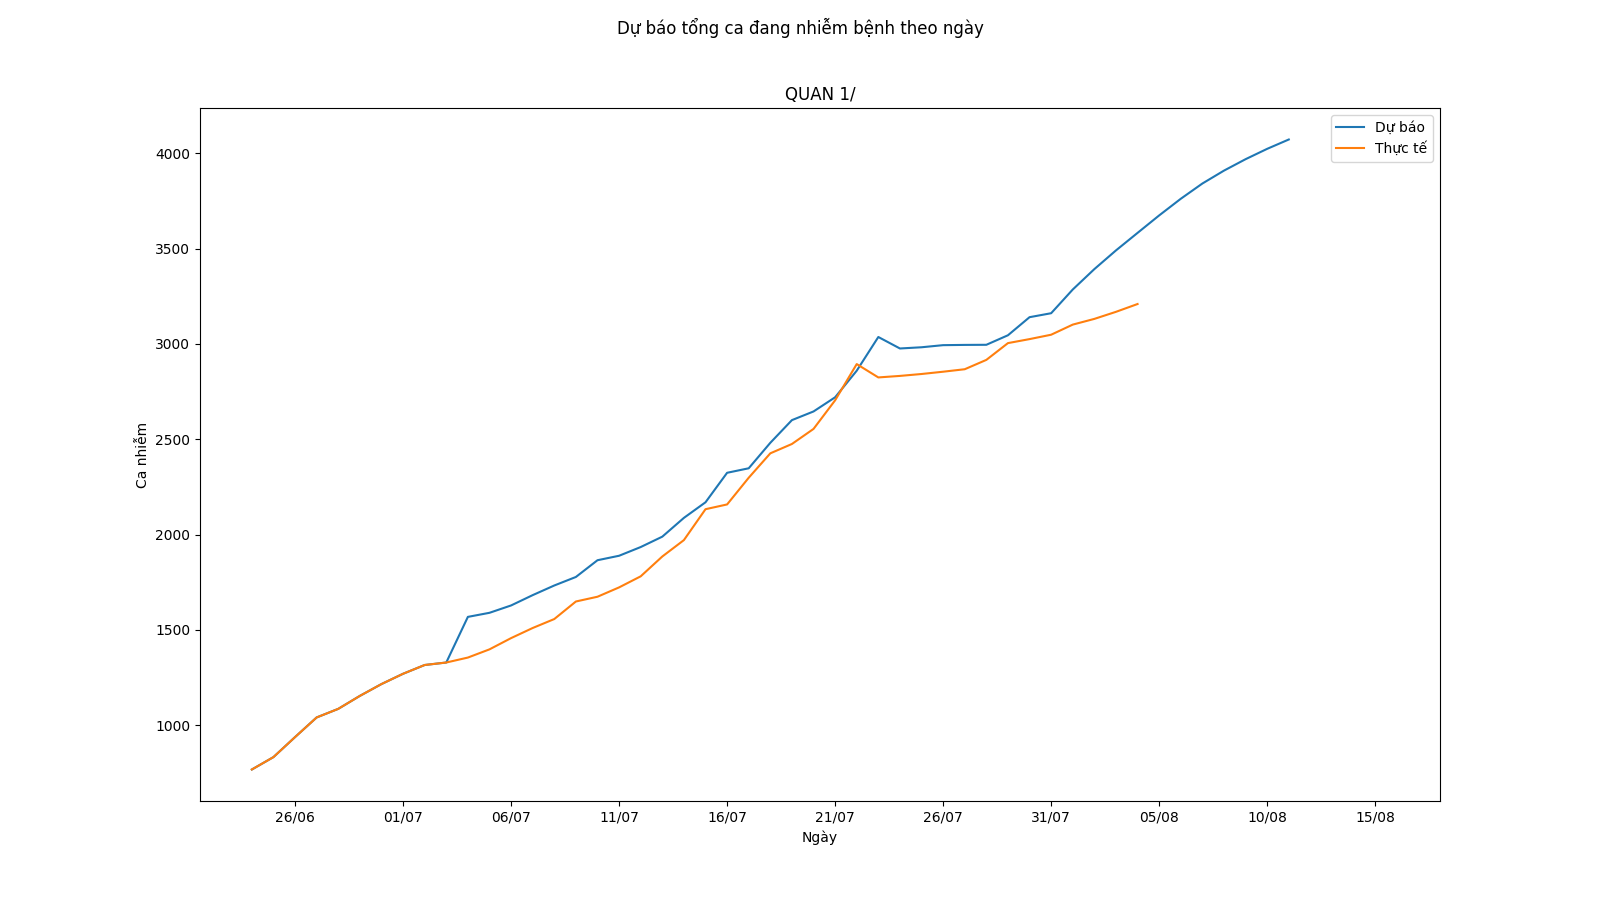 Dự báo tổng ca đang nhiễm bệnh theo ngày
QUAN 1/
Dự báo
Thực tế
4000
3500
3000
2500
2000
1500
1000
Ca nhiễm
26/06 01/07 06/07 11/07 16/07 21/07 26/07 31/07 05/08 10/08 15/08
Ngày